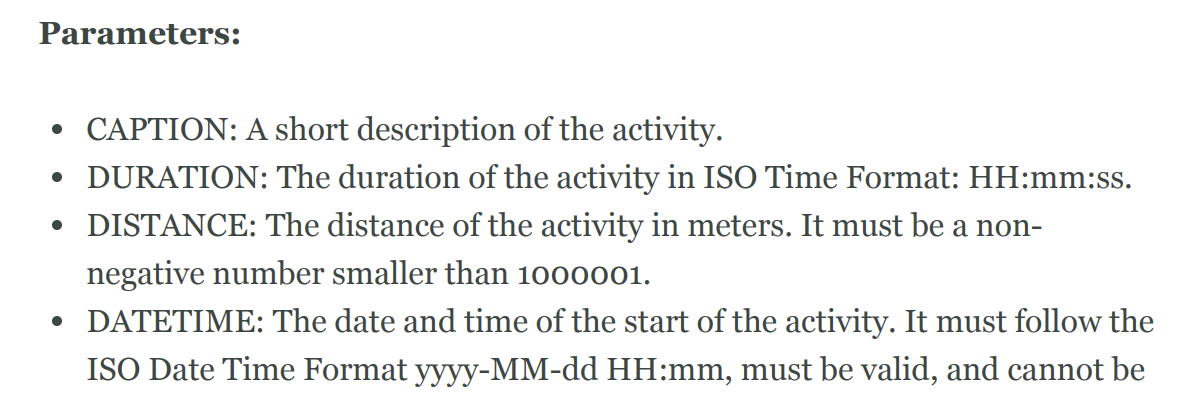 Parameters:
• CAPTION: A short description of the activity.
• DURATION: The duration of the activity in ISO Time Format: HH:mm:ss.
• DISTANCE: The distance of the activity in meters. It must be a non-
negative number smaller than 1000001.
• DATETIME: The date and time of the start of the activity. It must follow the
ISO Date Time Format yyyy-MM-dd HH:mm, must be valid, and cannot be